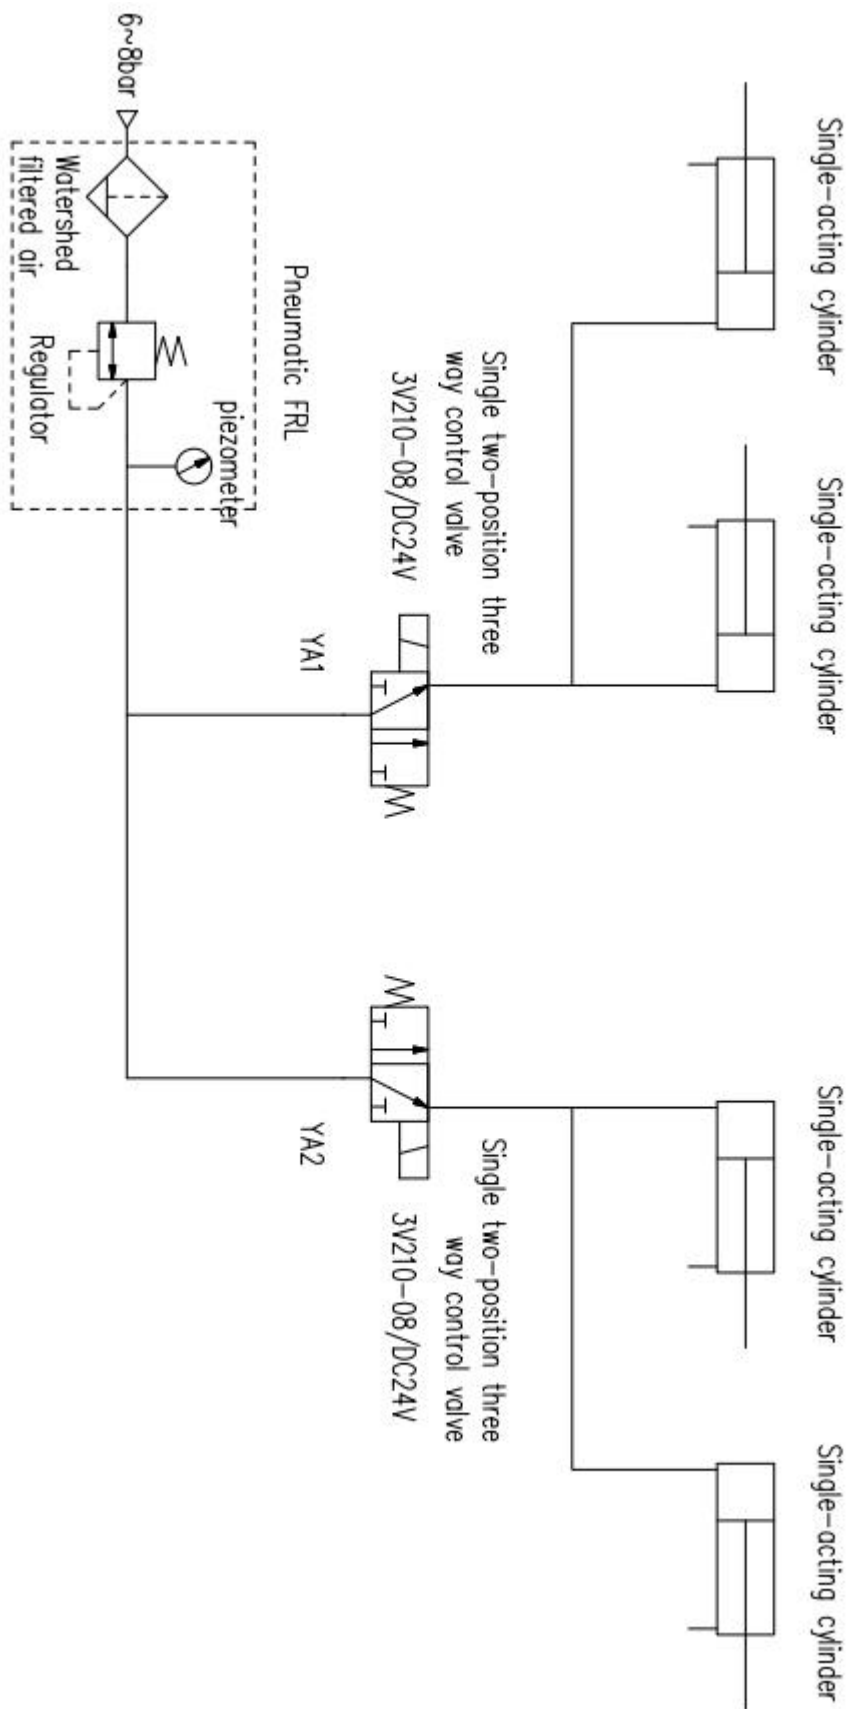 Single-acting cylinder
Single-acting cylinder
Single-acting cylinder
Single-acting cylinder
Single two-position three
way control valve
3V210-08/DC24V
Single two-position three
way control valve
3V210-08/DC24V
YA1
YA2
Pneumatic FRL
piezometer
Regulator
Watershed
filtered air
6~8bar